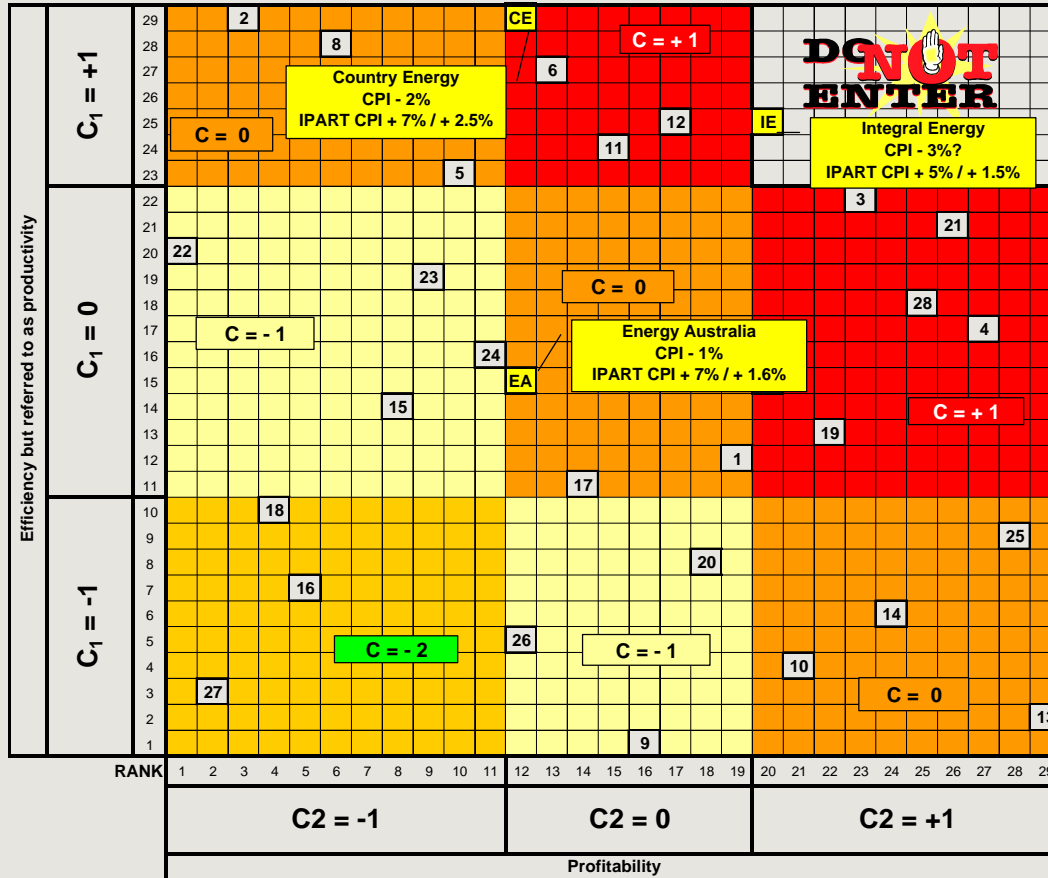 29 2 CE
C = + 1
DO NOT
ENTER
28 8
27 6
Country Energy
CPI - 2%
IPART CPI + 7% / + 2.5%
26
25 12 IE
C = 0
Integral Energy
CPI - 3%?
IPART CPI + 5% / + 1.5%
24 11
23 5
C₁ = +1
22 3
21 21
20 22
19 23
C = 0
18 28
17 4
C = - 1
Energy Australia
CPI - 1%
IPART CPI + 7% / + 1.6%
16 24
15 EA
14 15
C = + 1
13 19
12 1
11 17
C₁ = 0
Efficiency but referred to as productivity
10 18
9 25
8 20
7 16
6 14
5 26
C = - 2
C = - 1
4 10
3 27
C = 0
2 13
1 9
C₁ = -1
RANK 1 2 3 4 5 6 7 8 9 10 11 12 13 14 15 16 17 18 19 20 21 22 23 24 25 26 27 28 29
C2 = -1 C2 = 0 C2 = +1
Profitability